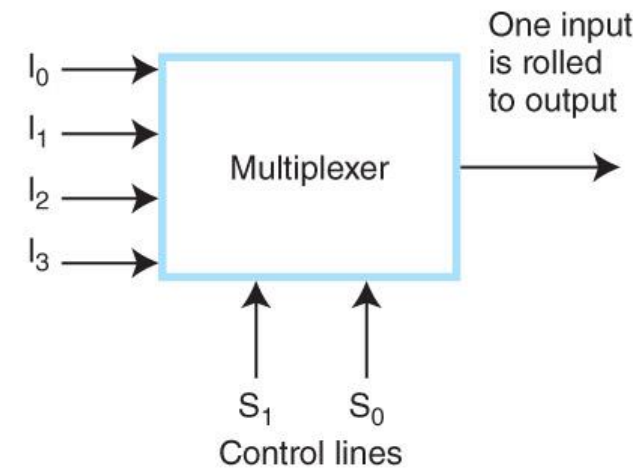 One input
is rolled
to output
I₀
I₁
I₂
I₃
Multiplexer
S₁ S₀
Control lines